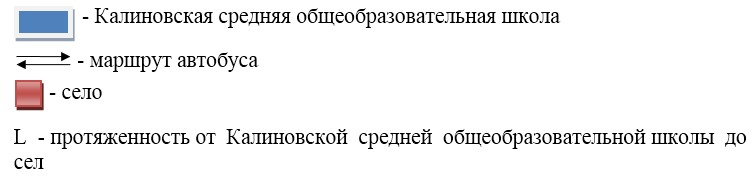 - Калиновская средняя общеобразовательная школа
- маршрут автобуса
- село
L - протяженность от Калиновской средней общеобразовательной школы до
сел